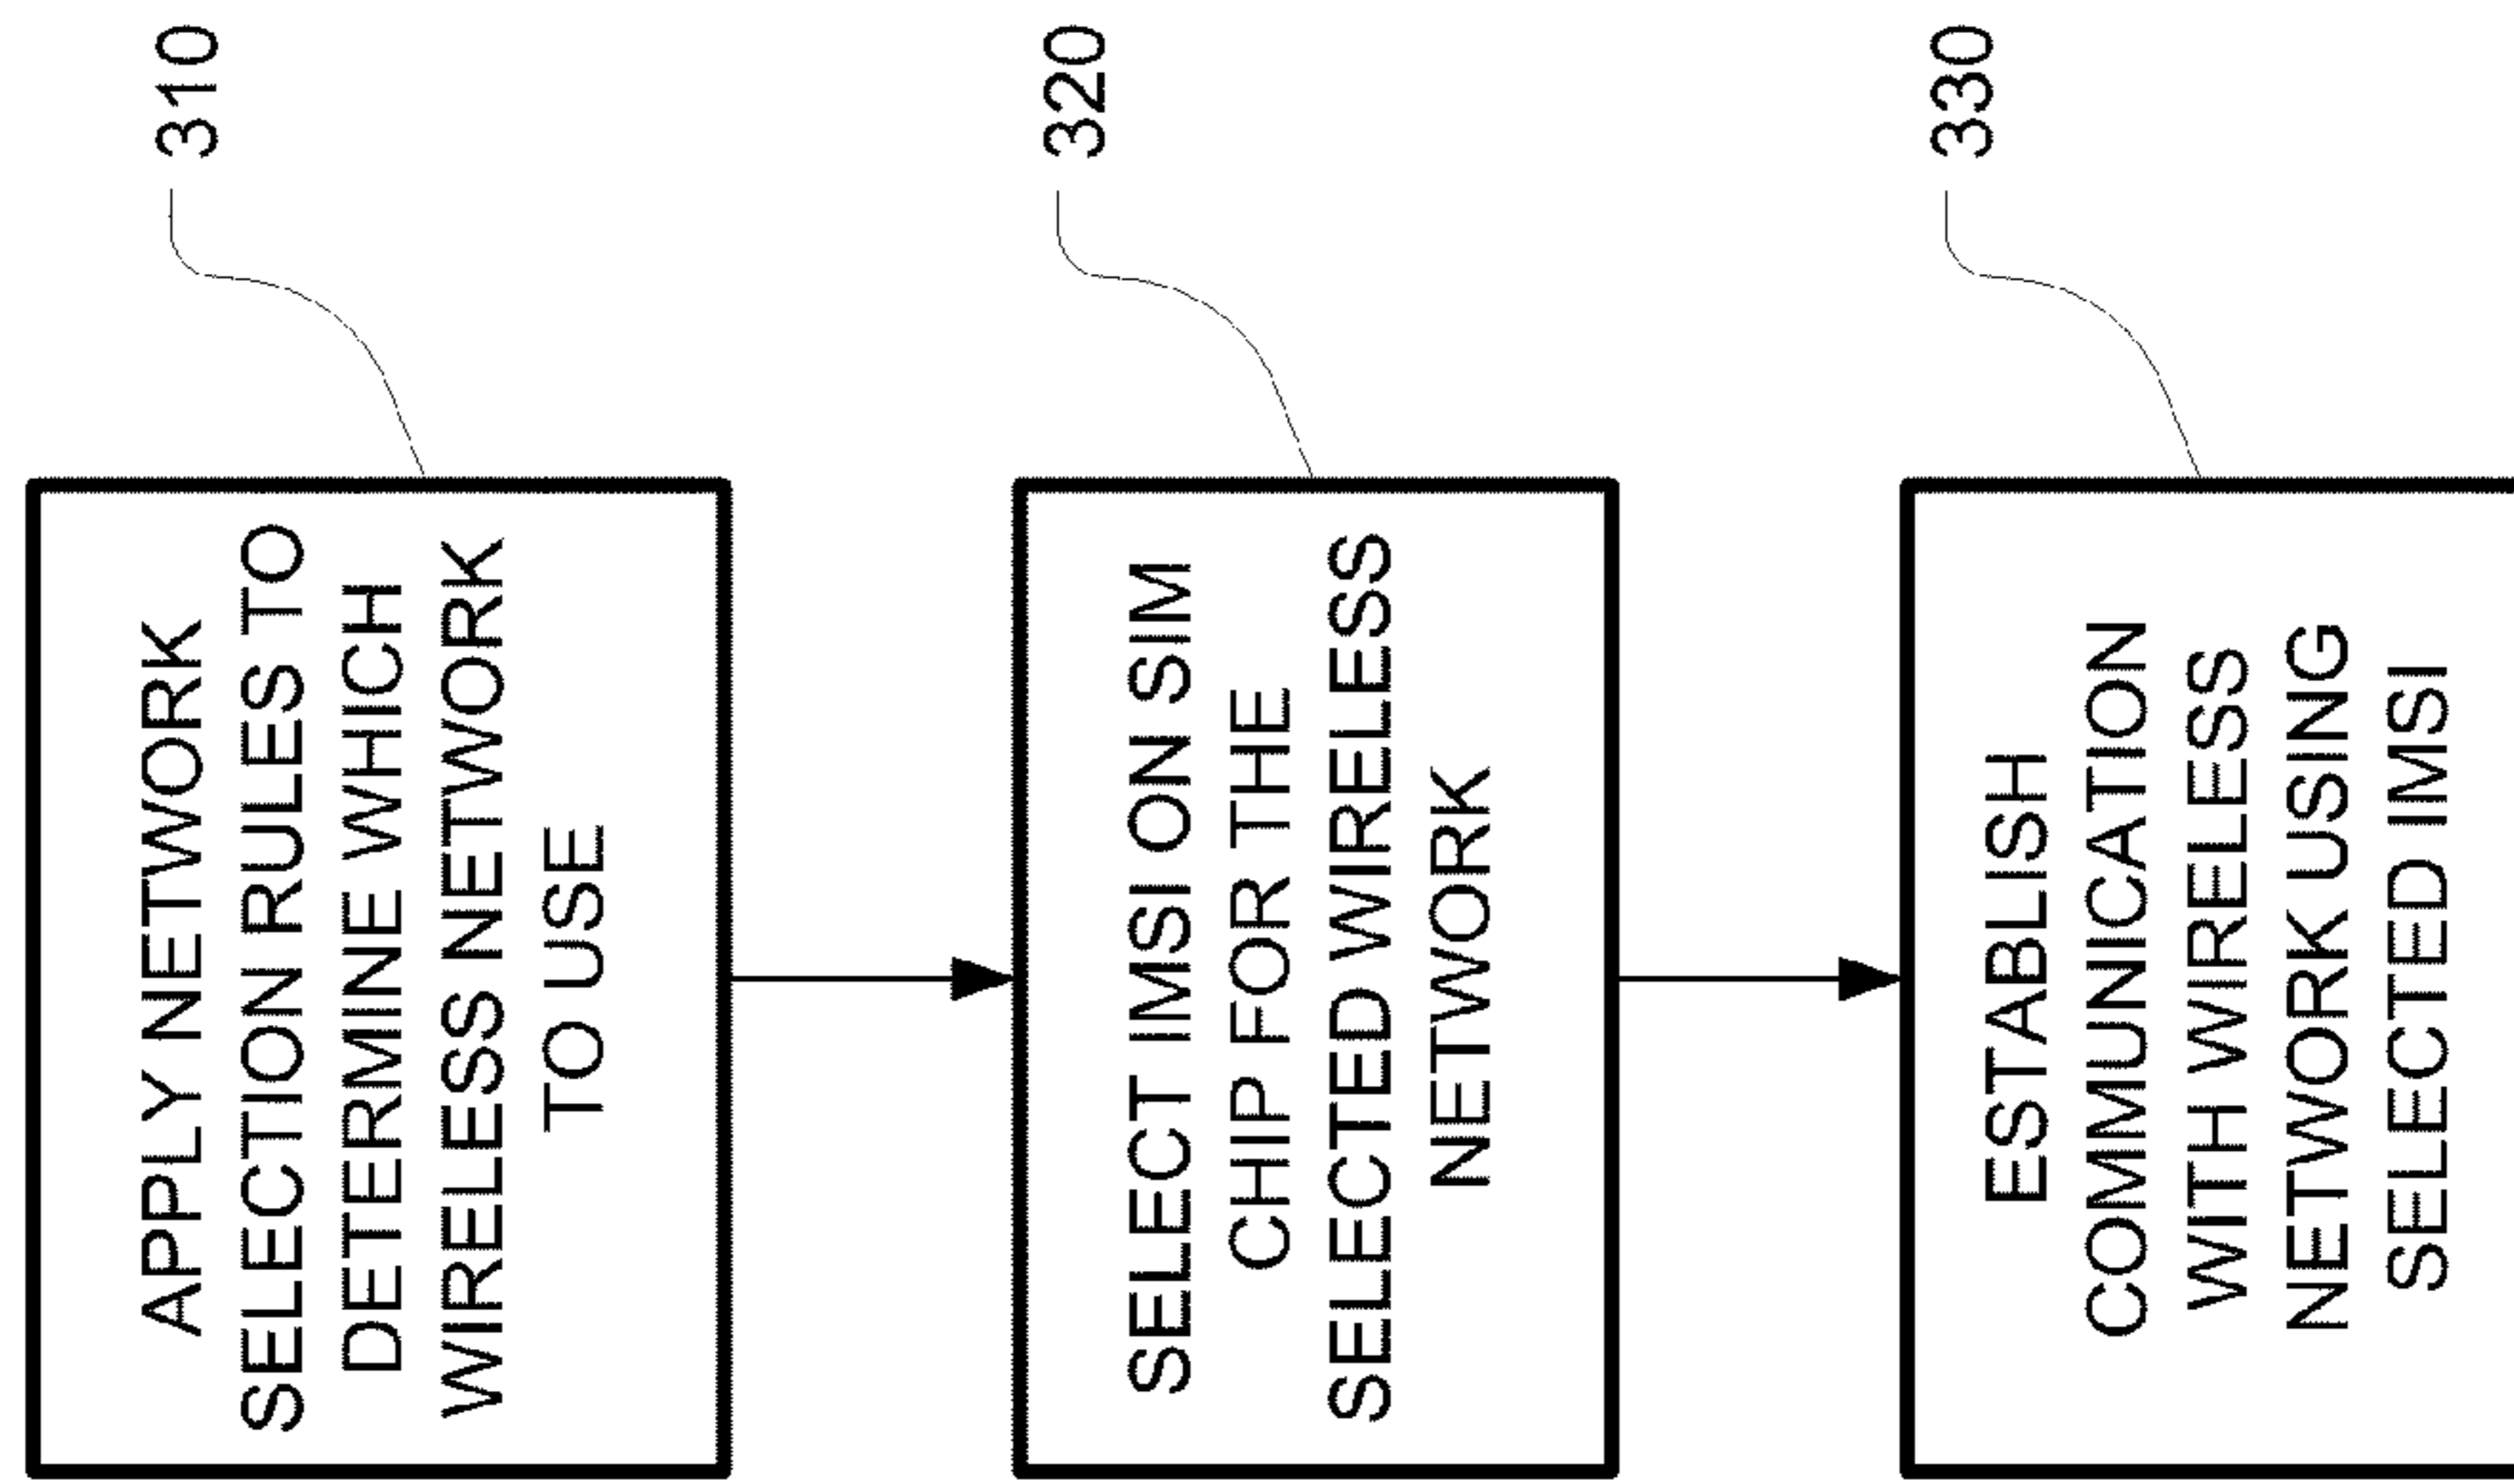 APPLY NETWORK
SELECTION RULES TO
DETERMINE WHICH
WIRELESS NETWORK
TO USE
310
SELECT IMSI ON SIM
CHIP FOR THE
SELECTED WIRELESS
NETWORK
320
ESTABLISH
COMMUNICATION
WITH WIRELESS
NETWORK USING
SELECTED IMSI
330